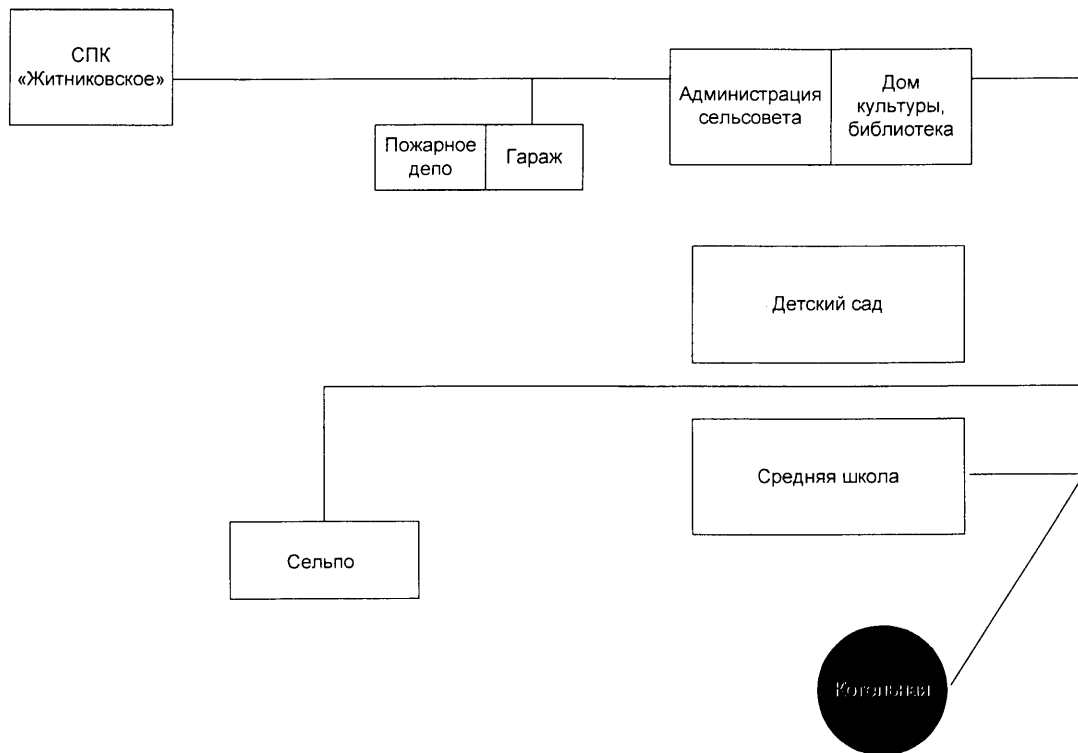 СПК
«Житниковское»
Администрация
сельсовета
Дом
культуры,
библиотека
Пожарное
депо
Гараж
Детский сад
Средняя школа
Сельпо
Котельная